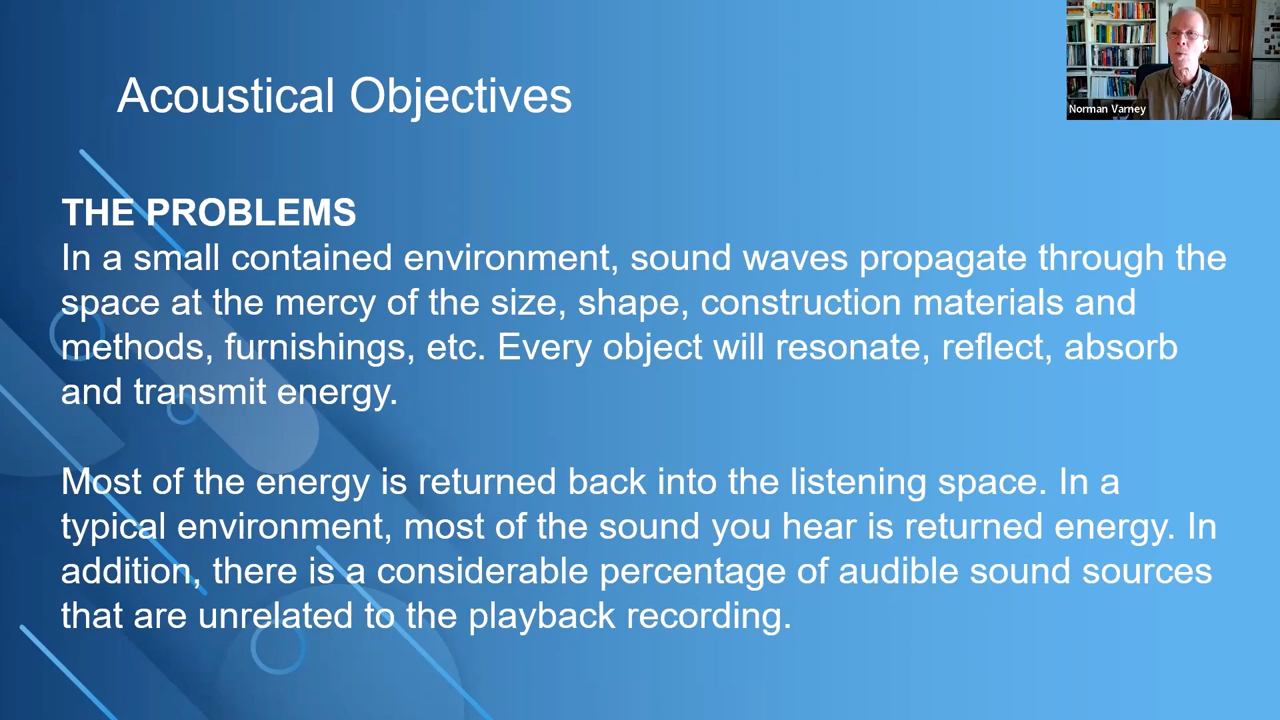 Acoustical Objectives
Norman Varney
THE PROBLEMS
In a small contained environment, sound waves propagate through the
space at the mercy of the size, shape, construction materials and
methods, furnishings, etc. Every object will resonate, reflect, absorb
and transmit energy.
Most of the energy is returned back into the listening space. In a
typical environment, most of the sound you hear is returned energy. In
addition, there is a considerable percentage of audible sound sources
that are unrelated to the playback recording.